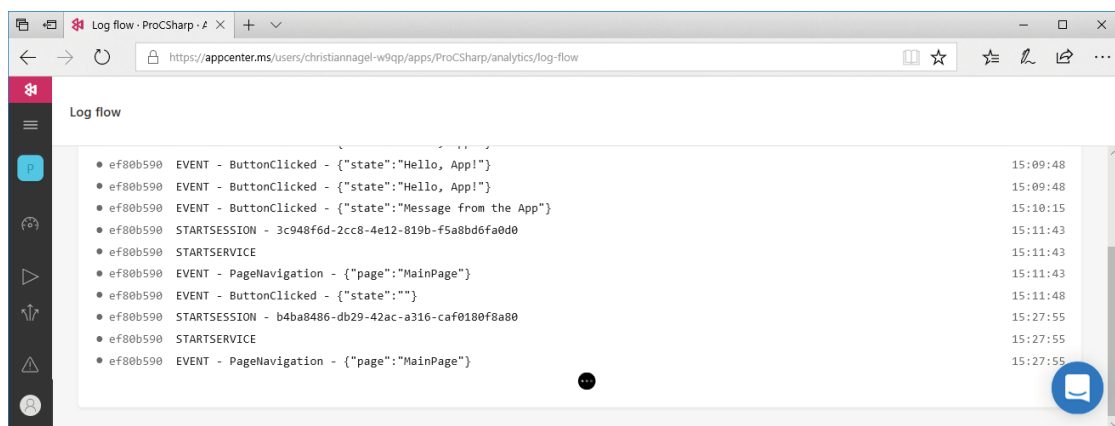 Log flow · ProCSharp · A
https://appcenter.ms/users/christiannagel-w9qp/apps/ProCSharp/analytics/log-flow
Log flow
P
ef80b590 EVENT - ButtonClicked - {"state":"Hello, App!"} 15:09:48
ef80b590 EVENT - ButtonClicked - {"state":"Hello, App!"} 15:09:48
ef80b590 EVENT - ButtonClicked - {"state":"Message from the App"} 15:10:15
ef80b590 STARTSESSION - 3c948f6d-2cc8-4e12-819b-f5a8bd6fa0d0 15:11:43
ef80b590 STARTSERVICE 15:11:43
ef80b590 EVENT - PageNavigation - {"page":"MainPage"} 15:11:43
ef80b590 EVENT - ButtonClicked - {"state":""} 15:11:48
ef80b590 STARTSESSION - b4ba8486-db29-42ac-a316-caf0180f8a80 15:27:55
ef80b590 STARTSERVICE 15:27:55
ef80b590 EVENT - PageNavigation - {"page":"MainPage"} 15:27:55